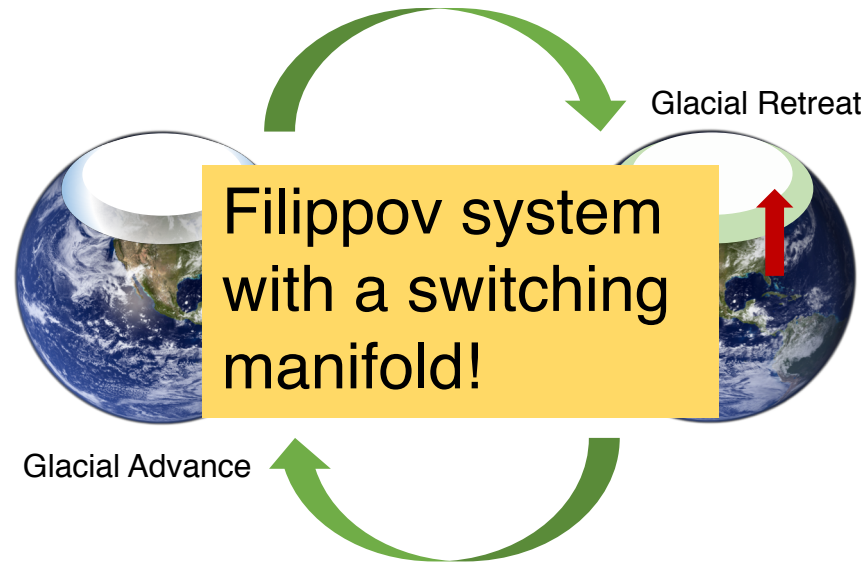 Glacial Retreat
Filippov system
with a switching
manifold!
Glacial Advance